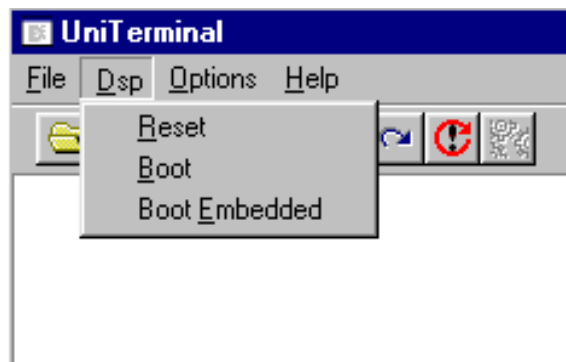 UniTerminal
File Dsp Options Help
Reset
Boot
Boot Embedded